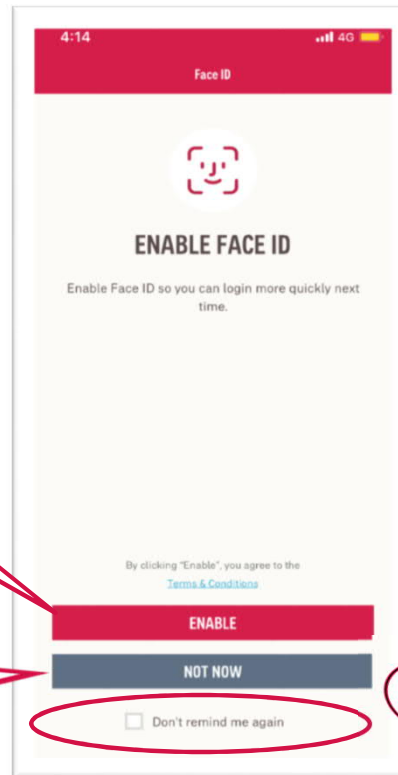 4:14 4G
Face ID
ENABLE FACE ID
Enable Face ID so you can login more quickly next
time.
By clicking "Enable", you agree to the
Terms & Conditions
ENABLE
NOT NOW
Don't remind me again